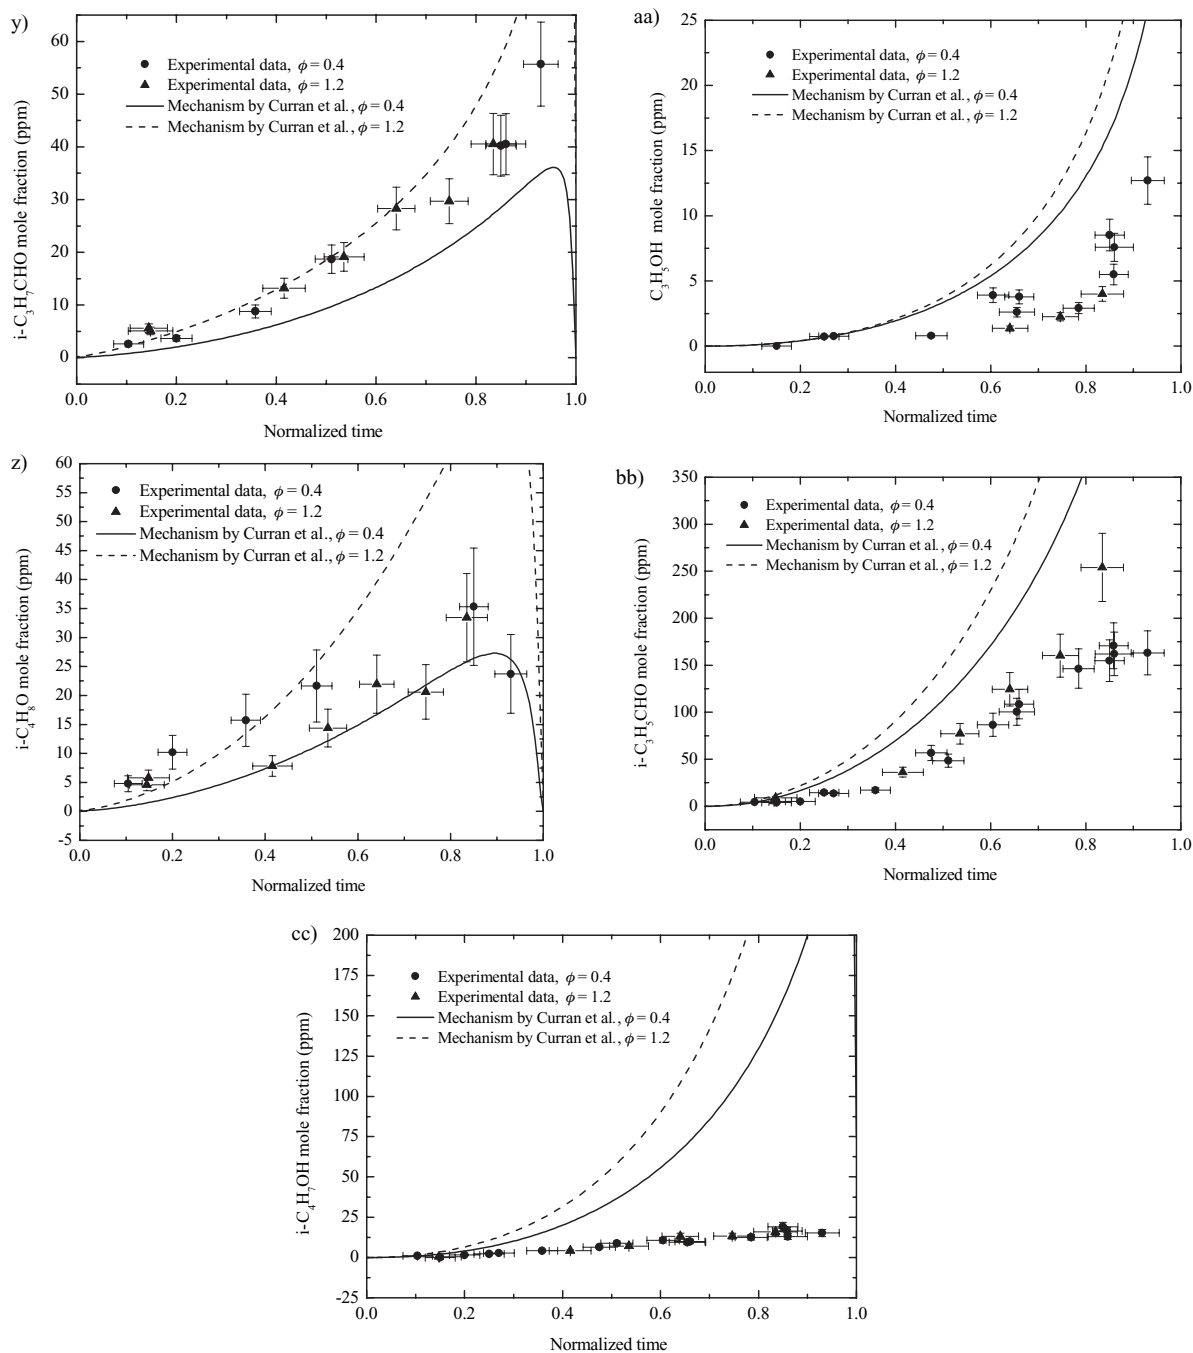 y)
i-C3H7CHO mole fraction (ppm)
60
50
40
30
20
10
0
Experimental data, ϕ = 0.4
Experimental data, ϕ = 1.2
Mechanism by Curran et al., ϕ = 0.4
Mechanism by Curran et al., ϕ = 1.2
0.0 0.2 0.4 0.6 0.8 1.0
Normalized time
aa)
C3H5OH mole fraction (ppm)
25
20
15
10
5
0
Experimental data, ϕ = 0.4
Experimental data, ϕ = 1.2
Mechanism by Curran et al., ϕ = 0.4
Mechanism by Curran et al., ϕ = 1.2
0.0 0.2 0.4 0.6 0.8 1.0
Normalized time
z)
i-C4H8O mole fraction (ppm)
60
55
50
45
40
35
30
25
20
15
10
5
0
-5
Experimental data, ϕ = 0.4
Experimental data, ϕ = 1.2
Mechanism by Curran et al., ϕ = 0.4
Mechanism by Curran et al., ϕ = 1.2
0.0 0.2 0.4 0.6 0.8 1.0
Normalized time
bb)
i-C3H5CHO mole fraction (ppm)
350
300
250
200
150
100
50
0
Experimental data, ϕ = 0.4
Experimental data, ϕ = 1.2
Mechanism by Curran et al., ϕ = 0.4
Mechanism by Curran et al., ϕ = 1.2
0.0 0.2 0.4 0.6 0.8 1.0
Normalized time
cc)
i-C4H7OH mole fraction (ppm)
200
175
150
125
100
75
50
25
0
-25
Experimental data, ϕ = 0.4
Experimental data, ϕ = 1.2
Mechanism by Curran et al., ϕ = 0.4
Mechanism by Curran et al., ϕ = 1.2
0.0 0.2 0.4 0.6 0.8 1.0
Normalized time